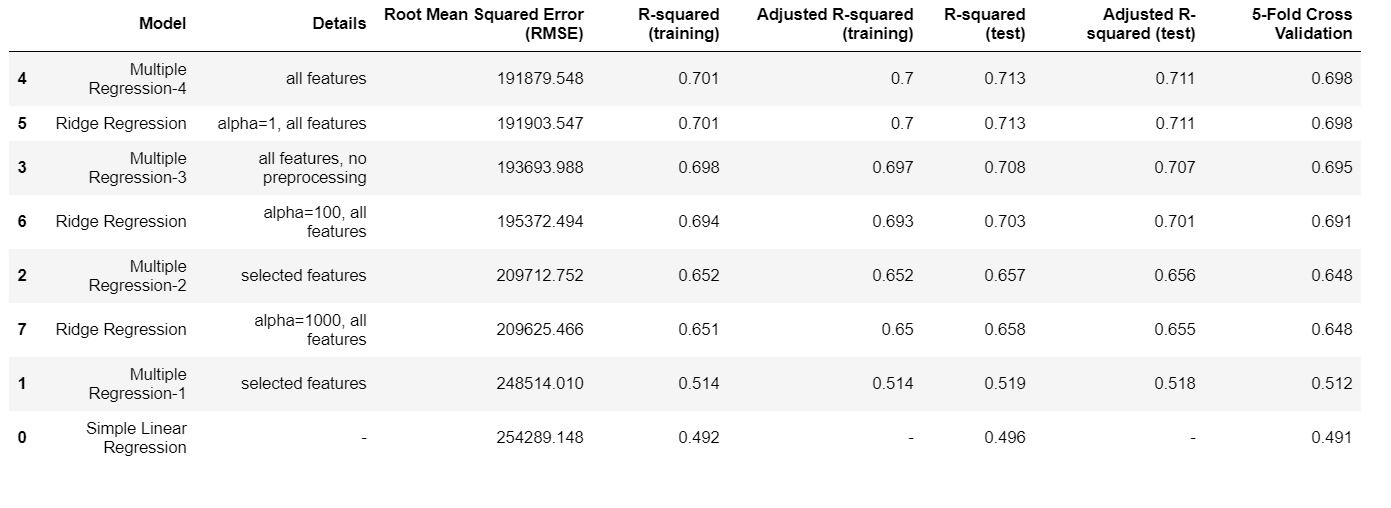 Model Details Root Mean Squared Error (RMSE) R-squared (training) Adjusted R-squared (training) R-squared (test) Adjusted R-squared (test) 5-Fold Cross Validation
4 Multiple Regression-4 all features 191879.548 0.701 0.7 0.713 0.711 0.698
5 Ridge Regression alpha=1, all features 191903.547 0.701 0.7 0.713 0.711 0.698
3 Multiple Regression-3 all features, no preprocessing 193693.988 0.698 0.697 0.708 0.707 0.695
6 Ridge Regression alpha=100, all features 195372.494 0.694 0.693 0.703 0.701 0.691
2 Multiple Regression-2 selected features 209712.752 0.652 0.652 0.657 0.656 0.648
7 Ridge Regression alpha=1000, all features 209625.466 0.651 0.65 0.658 0.655 0.648
1 Multiple Regression-1 selected features 248514.010 0.514 0.514 0.519 0.518 0.512
0 Simple Linear Regression - 254289.148 0.492 - 0.496 - 0.491